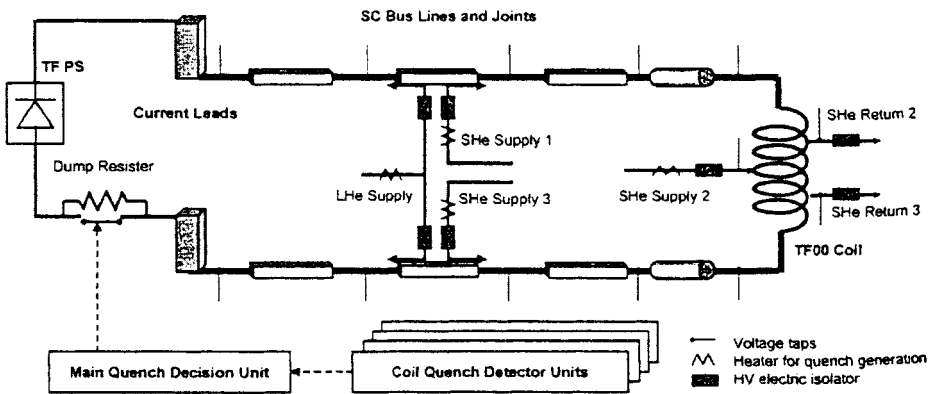 SC Bus Lines and Joints
TF PS
Current Leads
SHe Return 2
Dump Resister
SHe Supply 1
LHe Supply
SHe Supply 3
SHe Supply 2
SHe Return 3
TF00 Coil
Voltage taps
Heater for quench generation
HV electric isolator
Main Quench Decision Unit
Coil Quench Detector Units